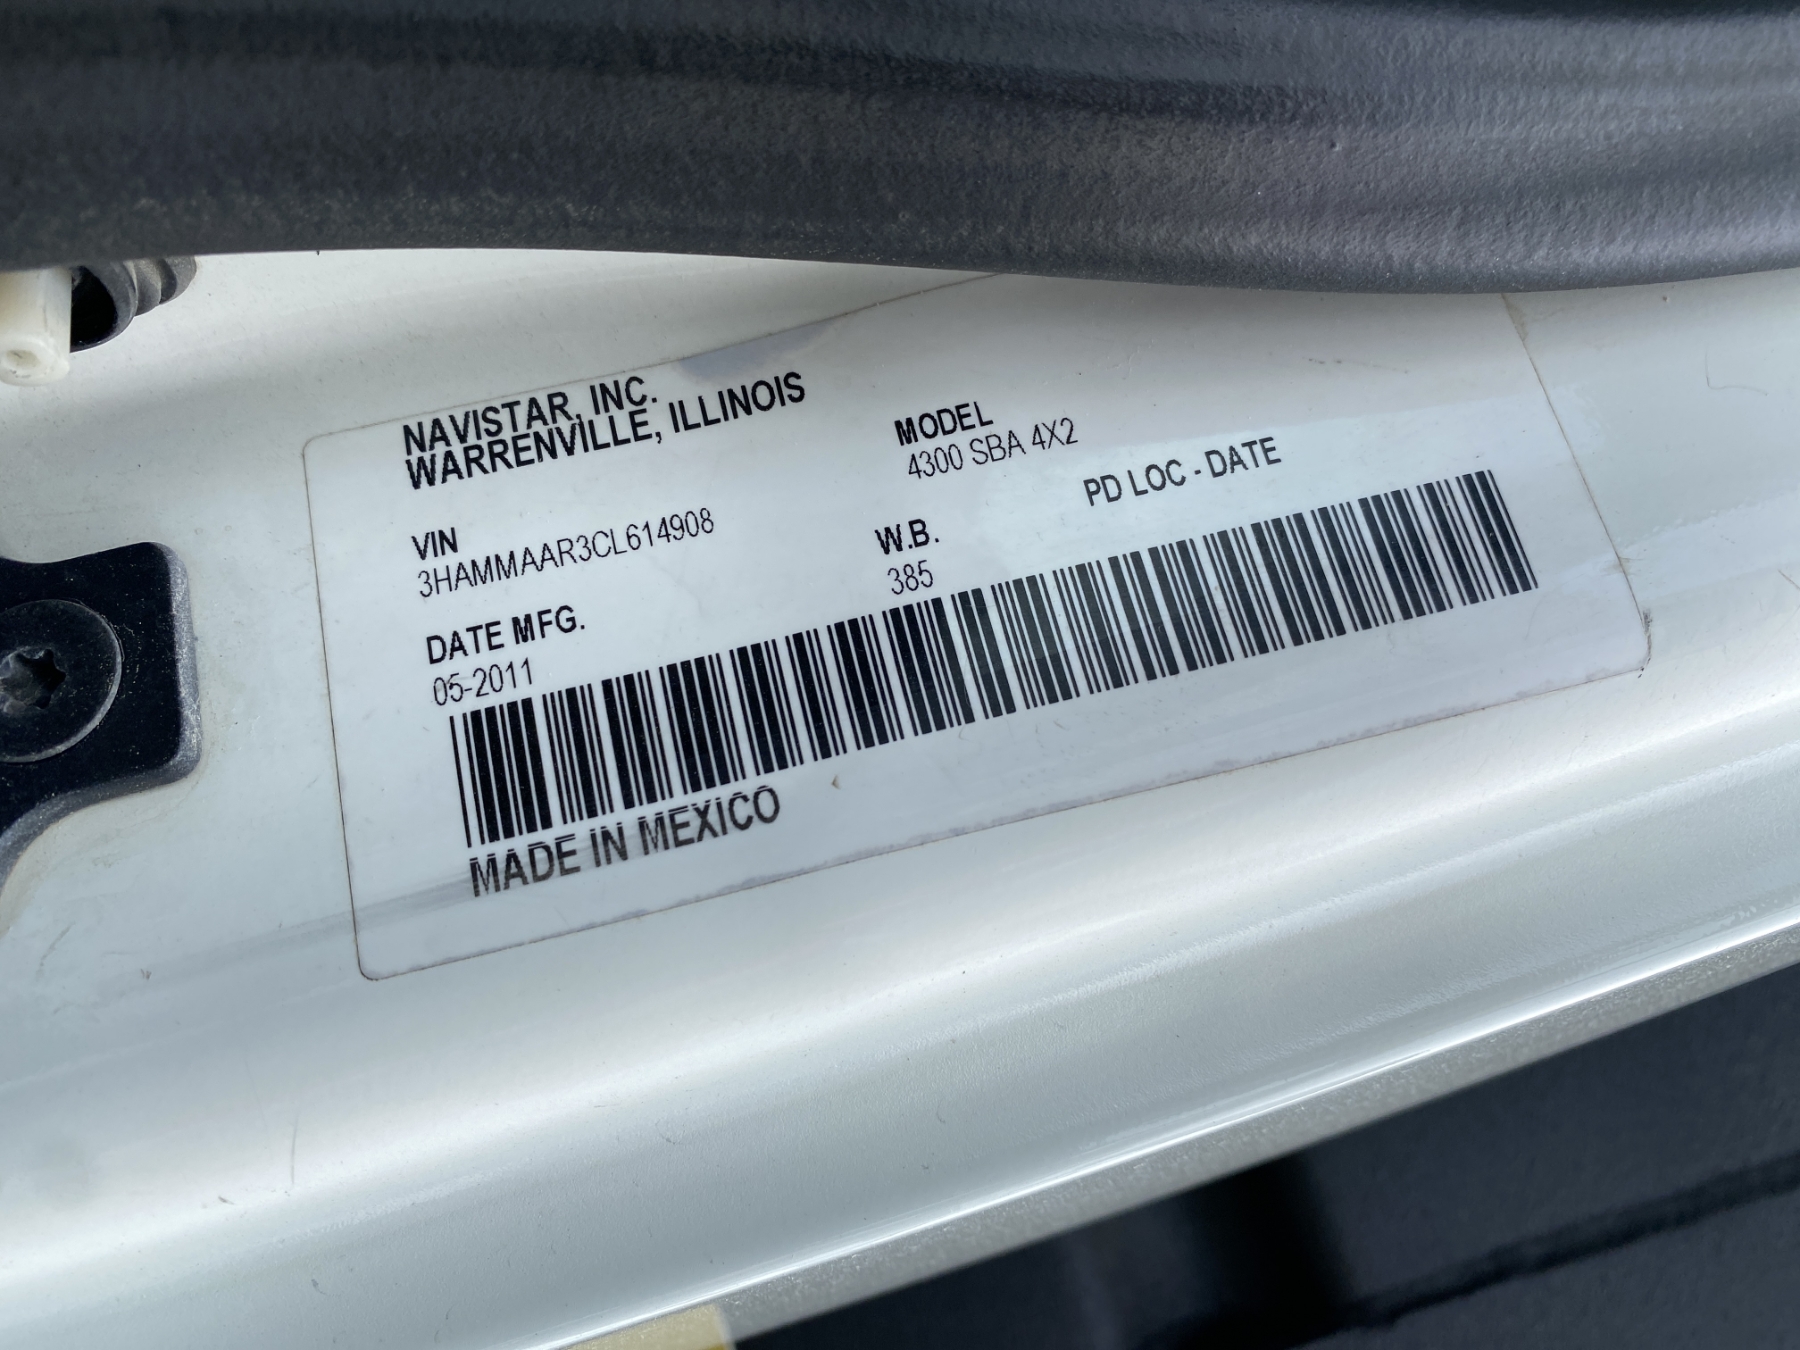 NAVISTAR, INC.
WARRENVILLE, ILLINOIS
MODEL
4300 SBA 4X2
VIN
3HAMMAAR3CL614908
W.B.
385
PD LOC - DATE
DATE MFG.
05-2011
MADE IN MEXICO